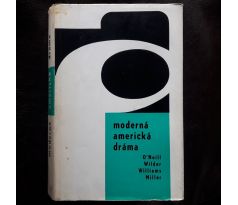 moderná
americká
dráma
O'Neill
Wilder
Williams
Miller